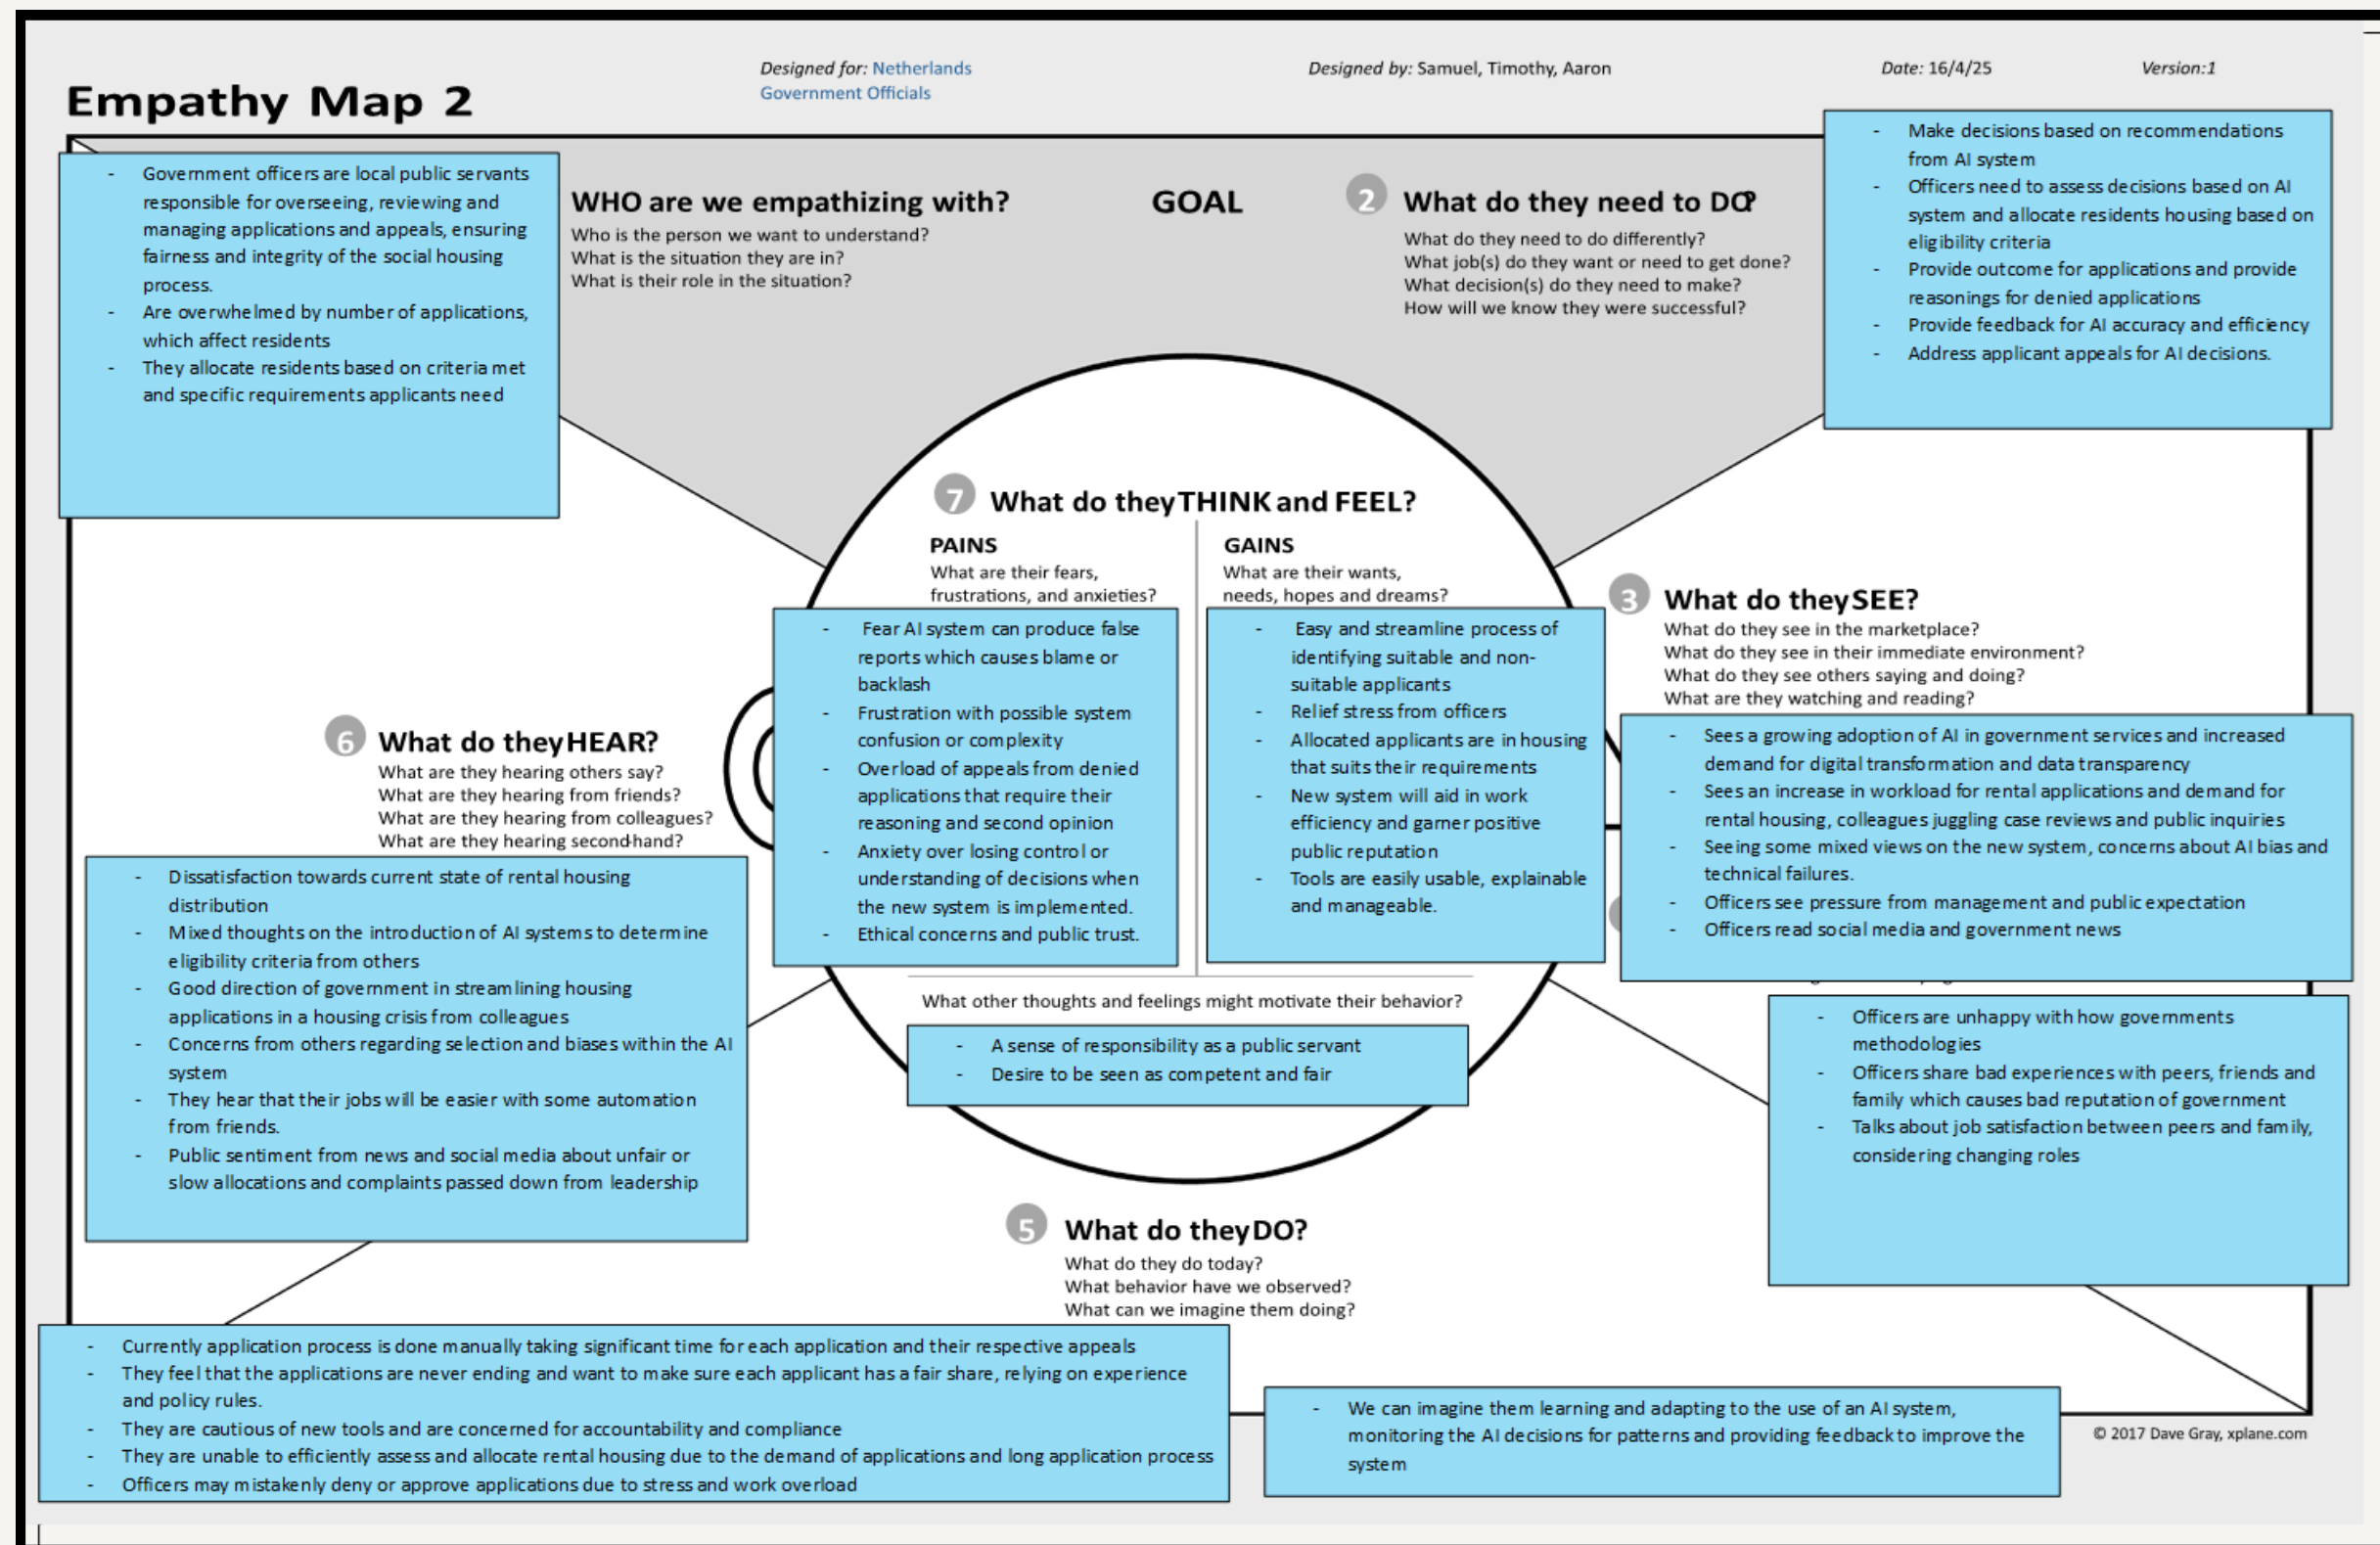 Empathy Map 2
Designed for: Netherlands
Government Officials
Designed by: Samuel, Timothy, Aaron
Date: 16/4/25
Version:1
- Government officers are local public servants
responsible for overseeing, reviewing and
managing applications and appeals, ensuring
fairness and integrity of the social housing
process.
- Are overwhelmed by number of applications,
which affect residents
- They allocate residents based on criteria met
and specific requirements applicants need
WHO are we empathizing with?
Who is the person we want to understand?
What is the situation they are in?
What is their role in the situation?
GOAL
2 What do they need to DO?
What do they need to do differently?
What job(s) do they want or need to get done?
What decision(s) do they need to make?
How will we know they were successful?
- Make decisions based on recommendations
from AI system
- Officers need to assess decisions based on AI
system and allocate residents housing based on
eligibility criteria
- Provide outcome for applications and provide
reasonings for denied applications
- Provide feedback for AI accuracy and efficiency
- Address applicant appeals for AI decisions.
7 What do they THINK and FEEL?
PAINS
What are their fears,
frustrations, and anxieties?
- Fear AI system can produce false
reports which causes blame or
backlash
- Frustration with possible system
confusion or complexity
- Overload of appeals from denied
applications that require their
reasoning and second opinion
- Anxiety over losing control or
understanding of decisions when
the new system is implemented.
- Ethical concerns and public trust.
GAINS
What are their wants,
needs, hopes and dreams?
- Easy and streamline process of
identifying suitable and non-
suitable applicants
- Relief stress from officers
- Allocated applicants are in housing
that suits their requirements
- New system will aid in work
efficiency and garner positive
public reputation
- Tools are easily usable, explainable
and manageable.
What other thoughts and feelings might motivate their behavior?
- A sense of responsibility as a public servant
- Desire to be seen as competent and fair
3 What do they SEE?
What do they see in the marketplace?
What do they see in their immediate environment?
What do they see others saying and doing?
What are they watching and reading?
- Sees a growing adoption of AI in government services and increased
demand for digital transformation and data transparency
- Sees an increase in workload for rental applications and demand for
rental housing, colleagues juggling case reviews and public inquiries
- Seeing some mixed views on the new system, concerns about AI bias and
technical failures.
- Officers see pressure from management and public expectation
- Officers read social media and government news
- Officers are unhappy with how governments
methodologies
- Officers share bad experiences with peers, friends and
family which causes bad reputation of government
- Talks about job satisfaction between peers and family,
considering changing roles
6 What do they HEAR?
What are they hearing others say?
What are they hearing from friends?
What are they hearing from colleagues?
What are they hearing second-hand?
- Dissatisfaction towards current state of rental housing
distribution
- Mixed thoughts on the introduction of AI systems to determine
eligibility criteria from others
- Good direction of government in streamlining housing
applications in a housing crisis from colleagues
- Concerns from others regarding selection and biases within the AI
system
- They hear that their jobs will be easier with some automation
from friends.
- Public sentiment from news and social media about unfair or
slow allocations and complaints passed down from leadership
5 What do they DO?
What do they do today?
What behavior have we observed?
What can we imagine them doing?
- Currently application process is done manually taking significant time for each application and their respective appeals
- They feel that the applications are never ending and want to make sure each applicant has a fair share, relying on experience
and policy rules.
- They are cautious of new tools and are concerned for accountability and compliance
- They are unable to efficiently assess and allocate rental housing due to the demand of applications and long application process
- Officers may mistakenly deny or approve applications due to stress and work overload
- We can imagine them learning and adapting to the use of an AI system,
monitoring the AI decisions for patterns and providing feedback to improve the
system
© 2017 Dave Gray, xplane.com